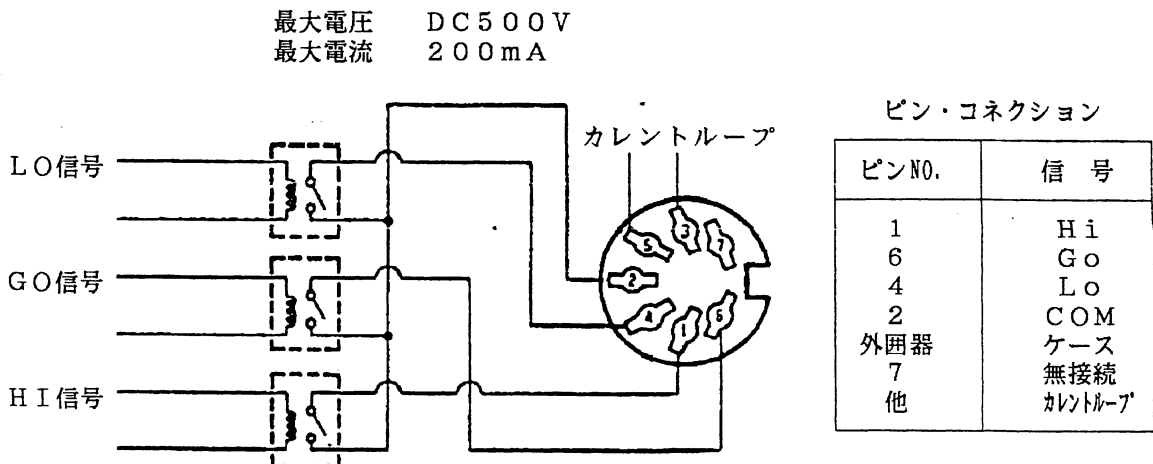 最大電圧　ＤＣ５００Ｖ
最大電流　２００ｍＡ
ピン・コネクション
カレントループ
ＬＯ信号
ＧＯ信号
ＨＩ信号
5
3
7
2
4
1
6
ピンNO.　信　号
1　Ｈｉ
6　Ｇｏ
4　Ｌｏ
2　ＣＯＭ
外囲器　ケース
7　無接続
他　ｶﾚﾝﾄﾙｰﾌﾟ